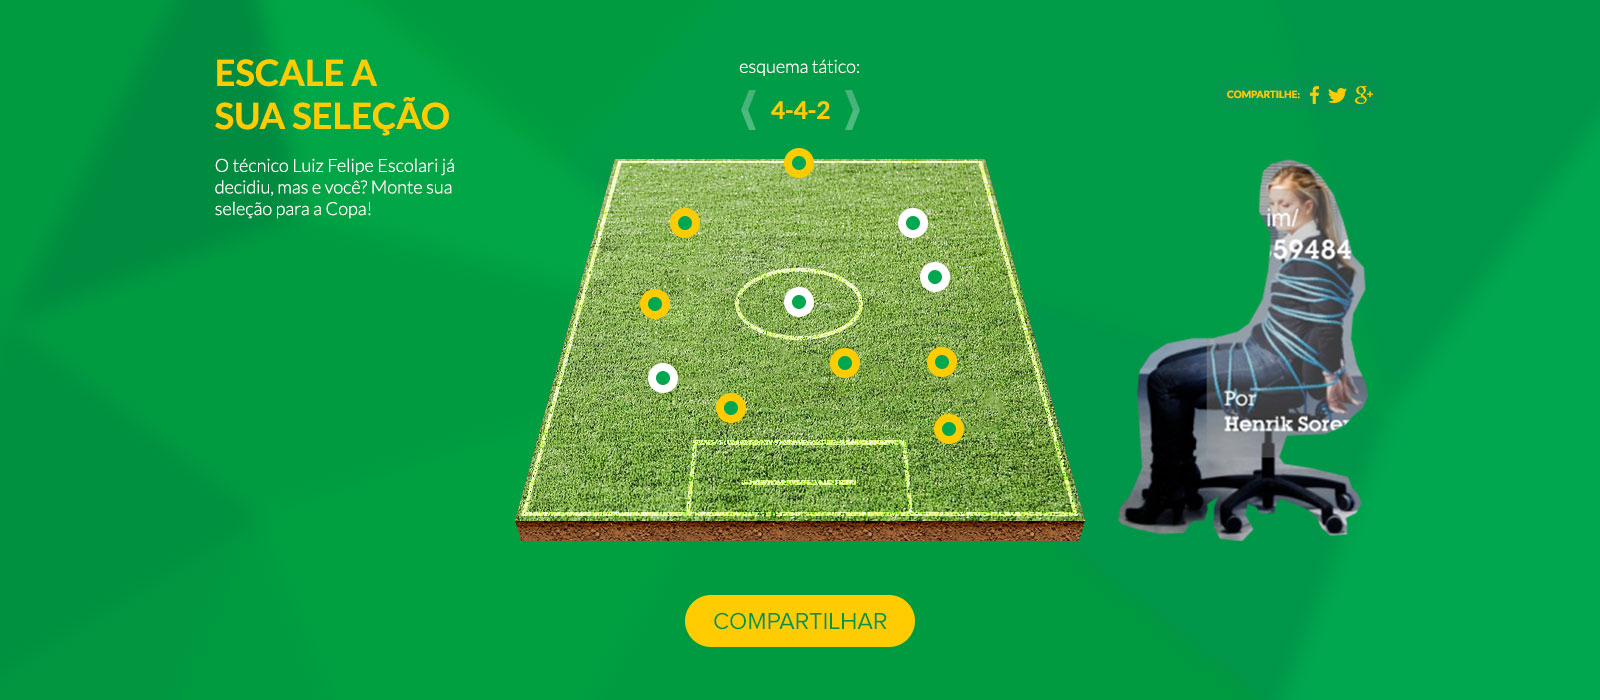 ESCALE A
SUA SELEÇÃO
O técnico Luiz Felipe Escolari já
decidiu, mas e você? Monte sua
seleção para a Copa!
esquema tático:
4-4-2
COMPARTILHE:
im/
59484
Por
Henrik Sore
COMPARTILHAR